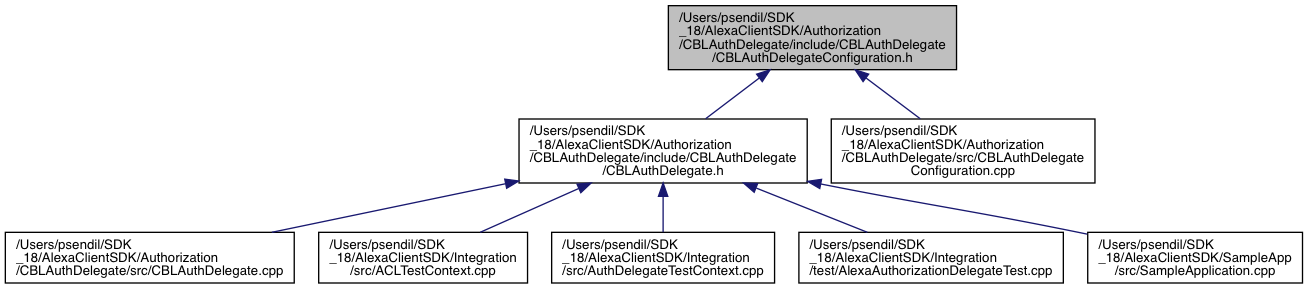 /Users/psendil/SDK
_18/AlexaClientSDK/Authorization
/CBLAuthDelegate/include/CBLAuthDelegate
/CBLAuthDelegateConfiguration.h
/Users/psendil/SDK
_18/AlexaClientSDK/Authorization
/CBLAuthDelegate/include/CBLAuthDelegate
/CBLAuthDelegate.h
/Users/psendil/SDK
_18/AlexaClientSDK/Authorization
/CBLAuthDelegate/src/CBLAuthDelegate
Configuration.cpp
/Users/psendil/SDK
_18/AlexaClientSDK/Authorization
/CBLAuthDelegate/src/CBLAuthDelegate.cpp
/Users/psendil/SDK
_18/AlexaClientSDK/Integration
/src/ACLTestContext.cpp
/Users/psendil/SDK
_18/AlexaClientSDK/Integration
/src/AuthDelegateTestContext.cpp
/Users/psendil/SDK
_18/AlexaClientSDK/Integration
/test/AlexaAuthorizationDelegateTest.cpp
/Users/psendil/SDK
_18/AlexaClientSDK/SampleApp
/src/SampleApplication.cpp